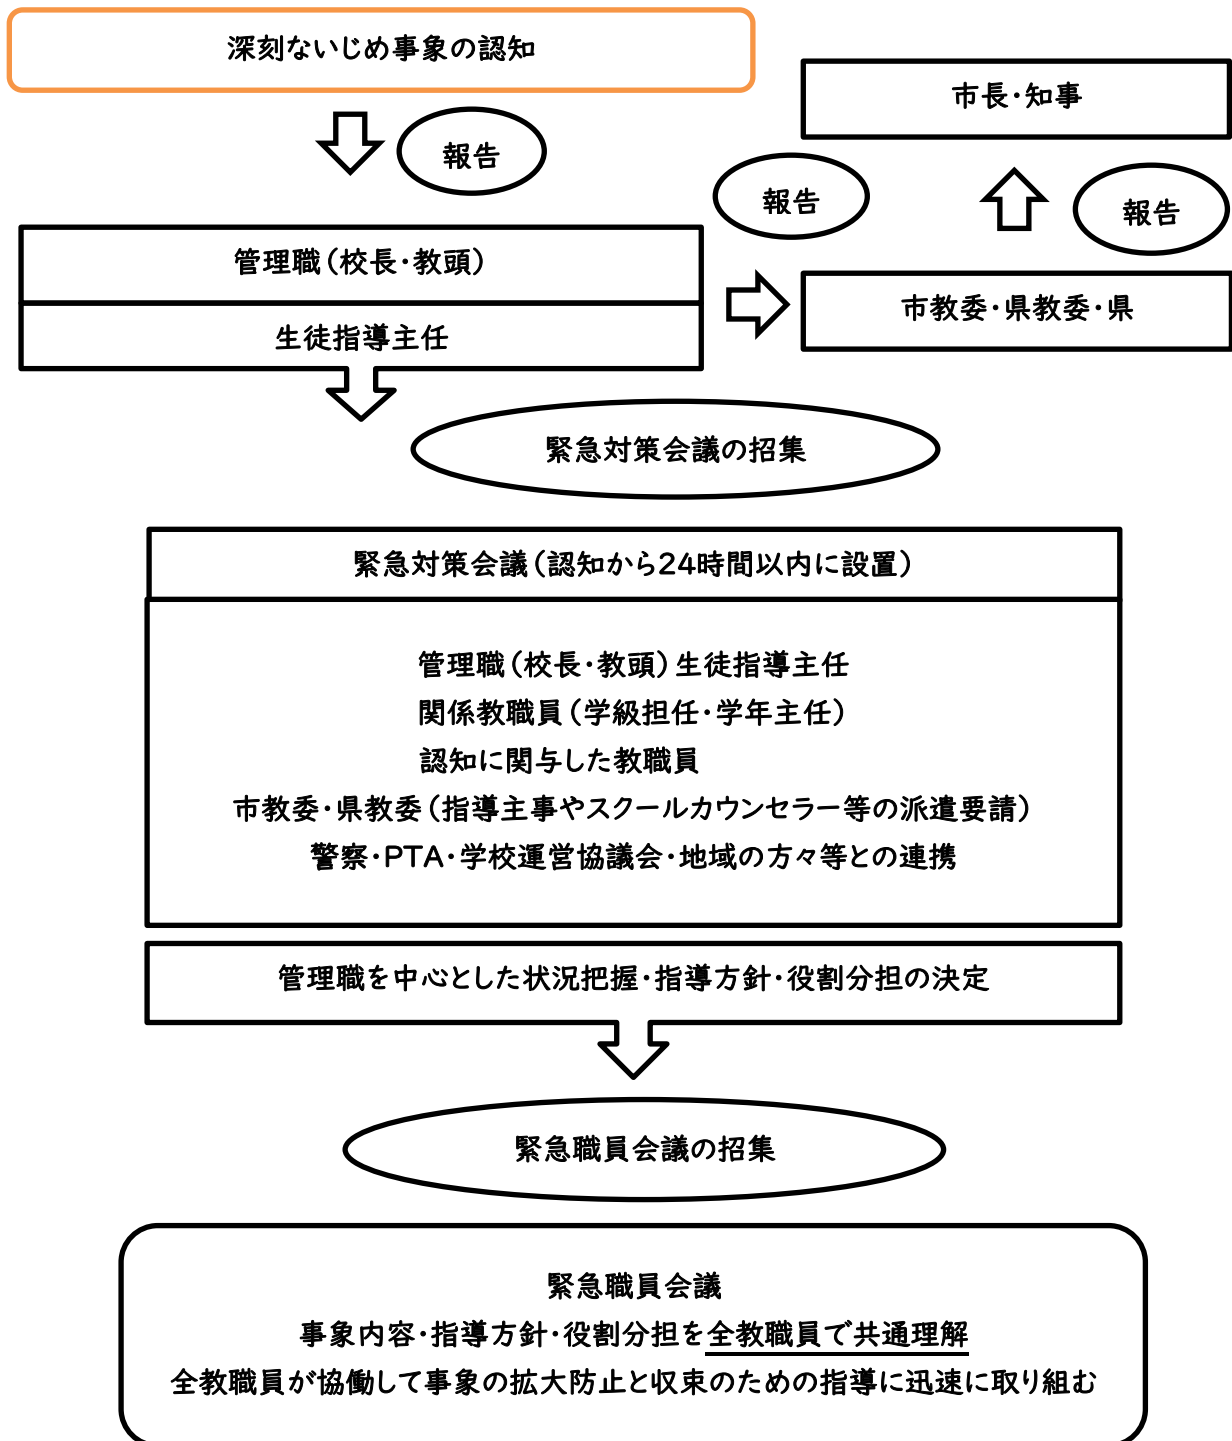 深刻ないじめ事象の認知
市長・知事
報告
報告
報告
管理職(校長・教頭)
生徒指導主任
市教委・県教委・県
緊急対策会議の招集
緊急対策会議(認知から24時間以内に設置)
管理職(校長・教頭)生徒指導主任
関係教職員(学級担任・学年主任)
認知に関与した教職員
市教委・県教委(指導主事やスクールカウンセラー等の派遣要請)
警察・PTA・学校運営協議会・地域の方々等との連携
管理職を中心とした状況把握・指導方針・役割分担の決定
緊急職員会議の招集
緊急職員会議
事象内容・指導方針・役割分担を全教職員で共通理解
全教職員が協働して事象の拡大防止と収束のための指導に迅速に取り組む